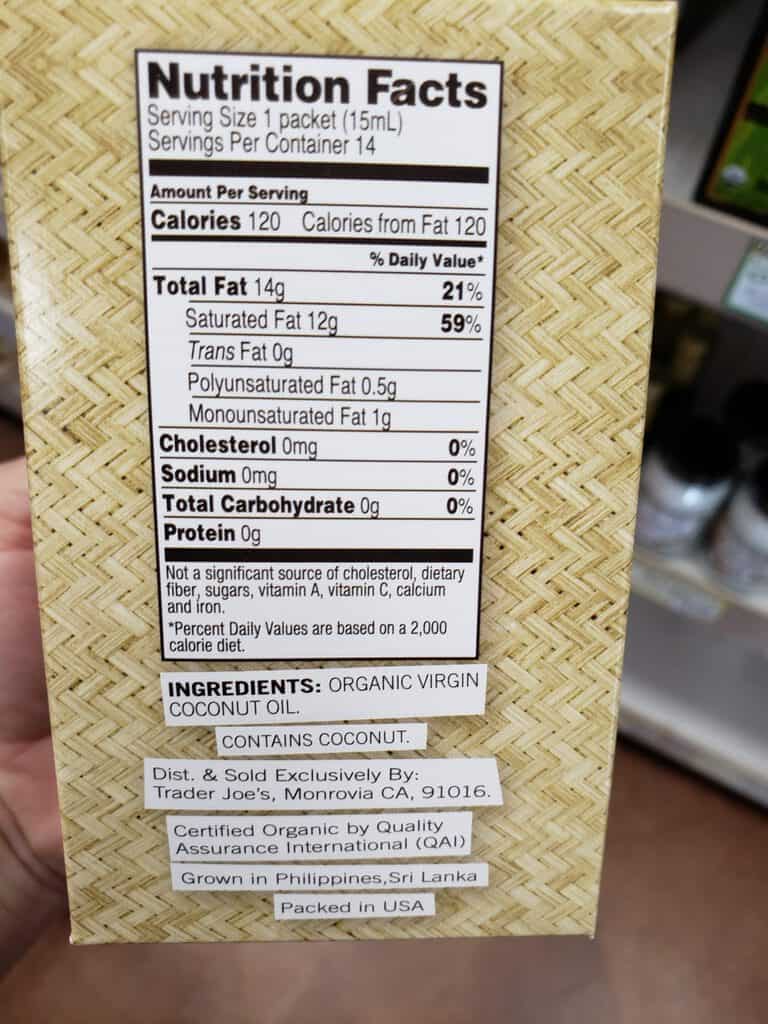 Nutrition Facts
Serving Size 1 packet (15mL)
Servings Per Container 14
Amount Per Serving
Calories 120 Calories from Fat 120
% Daily Value*
Total Fat 14g 21%
Saturated Fat 12g 59%
Trans Fat 0g
Polyunsaturated Fat 0.5g
Monounsaturated Fat 1g
Cholesterol 0mg 0%
Sodium 0mg 0%
Total Carbohydrate 0g 0%
Protein 0g
Not a significant source of cholesterol, dietary
fiber, sugars, vitamin A, vitamin C, calcium
and iron.
*Percent Daily Values are based on a 2,000
calorie diet.
INGREDIENTS: ORGANIC VIRGIN
COCONUT OIL.
CONTAINS COCONUT.
Dist. & Sold Exclusively By:
Trader Joe's, Monrovia CA, 91016.
Certified Organic by Quality
Assurance International (QAI)
Grown in Philippines,Sri Lanka
Packed in USA